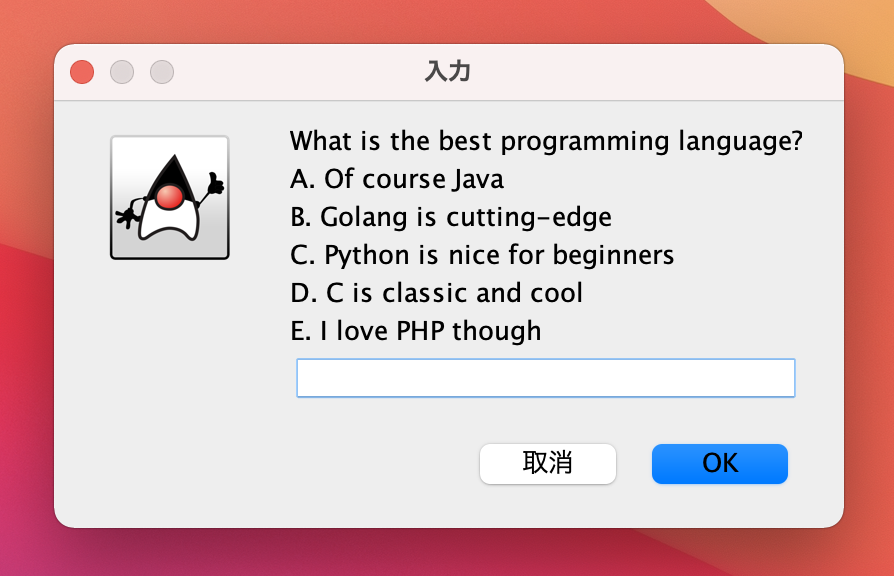 入力
What is the best programming language?
A. Of course Java
B. Golang is cutting-edge
C. Python is nice for beginners
D. C is classic and cool
E. I love PHP though
取消
OK